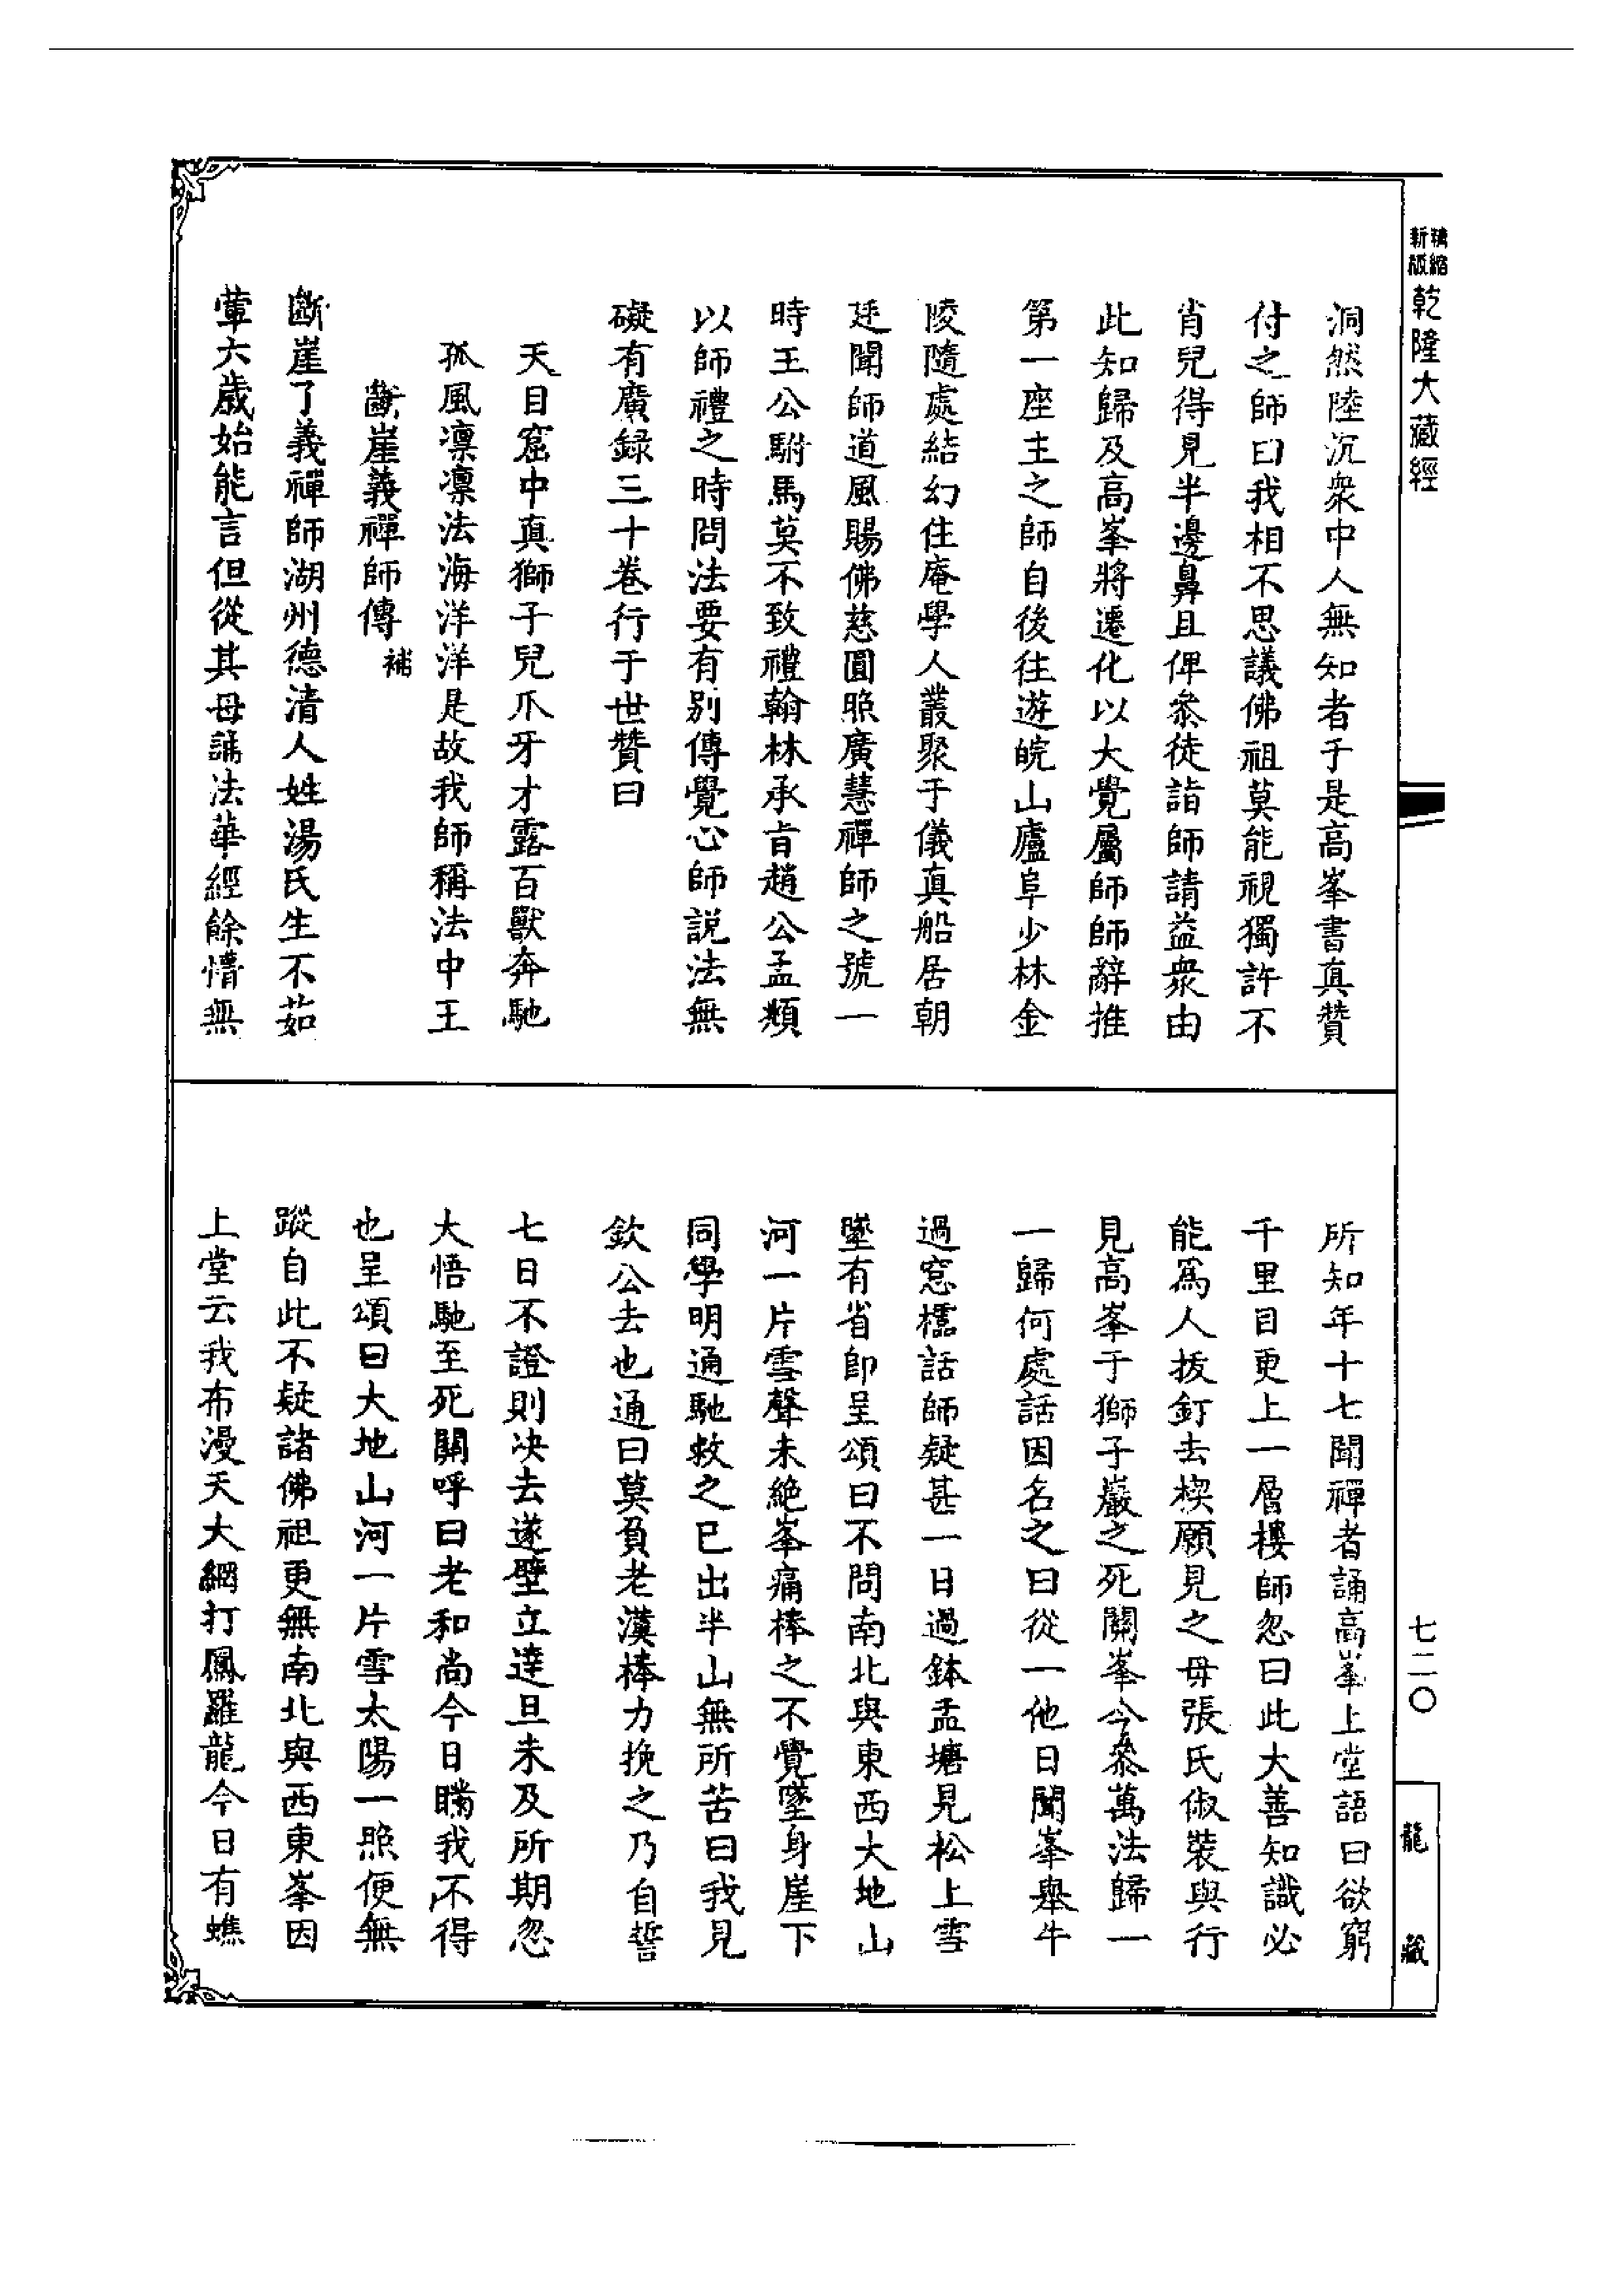 精縮新版乾隆大藏經
洞然陸沉衆中人無知者于是高峯書真贊
付之師曰我相不思議佛祖莫能視獨許不
肖兒得見半邊鼻且俾叅徒詣師請益衆由
此知歸及高峯將遷化以大覺屬師師辭推
第一座主之師自後往遊皖山廬阜少林金
陵隨處結幻住庵學人叢聚于儀真船居朝
廷聞師道風賜佛慈圓照廣慧禪師之號一
時王公駙馬莫不致禮翰林承旨趙公孟頫
以師禮之時問法要有別傳覺心師説法無
礙有廣録三十卷行于世贊曰
天目窟中真獅子兒爪牙才露百獸奔馳
孤風凛凛法海洋洋是故我師稱法中王
斷崖義禪師傳補
斷崖了義禪師湖州德清人姓湯氏生不茹
葷六歲始能言但從其母誦法華經餘懵無
所知年十七聞禪者誦高峯上堂語曰欲窮
千里目更上一層樓師忽曰此大善知識必
能爲人拔釘去楔願見之母張氏俶裝與行
見高峯于獅子巖之死關峯令叅萬法歸一
一歸何處話因名之曰從一他日聞峯舉牛
過窓櫺話師疑甚一日過鉢盂塘見松上雪
墜有省即呈頌曰不問南北與東西大地山
河一片雪聲未絶峯痛棒之不覺墜身崖下
同學明通馳救之已出半山無所苦曰我見
欽公去也通曰莫負老漢棒力挽之乃自誓
七日不證則决去遂壁立達旦未及所期忽
大悟馳至死關呼曰老和尚今日瞞我不得
也呈頌曰大地山河一片雪太陽一照便無
蹤自此不疑諸佛祖更無南北與西東峯因
上堂云我布漫天大網打鳳羅龍今日有蟭
七二〇
龍藏